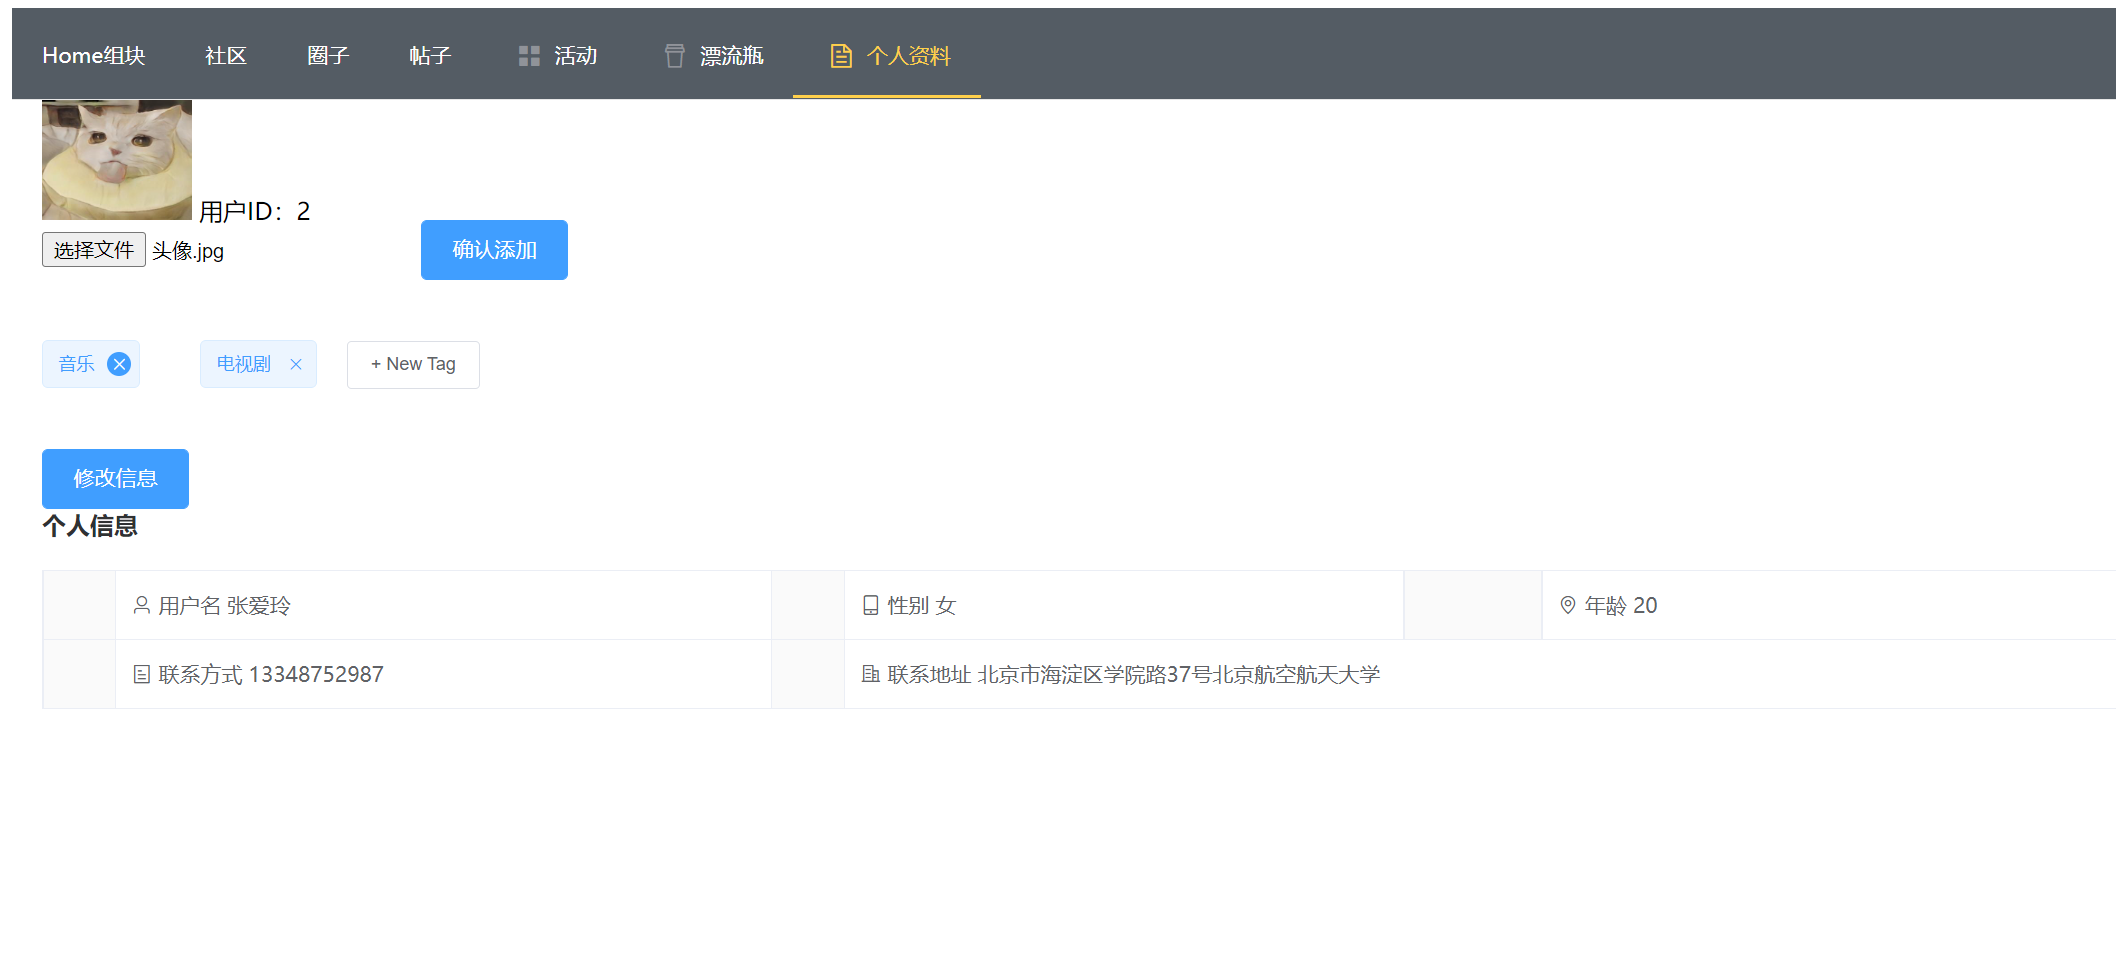 Home组块 社区 圈子 帖子 活动 漂流瓶 个人资料
用户ID：2
选择文件 头像.jpg 确认添加
音乐 电视剧 + New Tag
修改信息
个人信息
用户名 张爱玲 性别 女 年龄 20
联系方式 13348752987 联系地址 北京市海淀区学院路37号北京航空航天大学